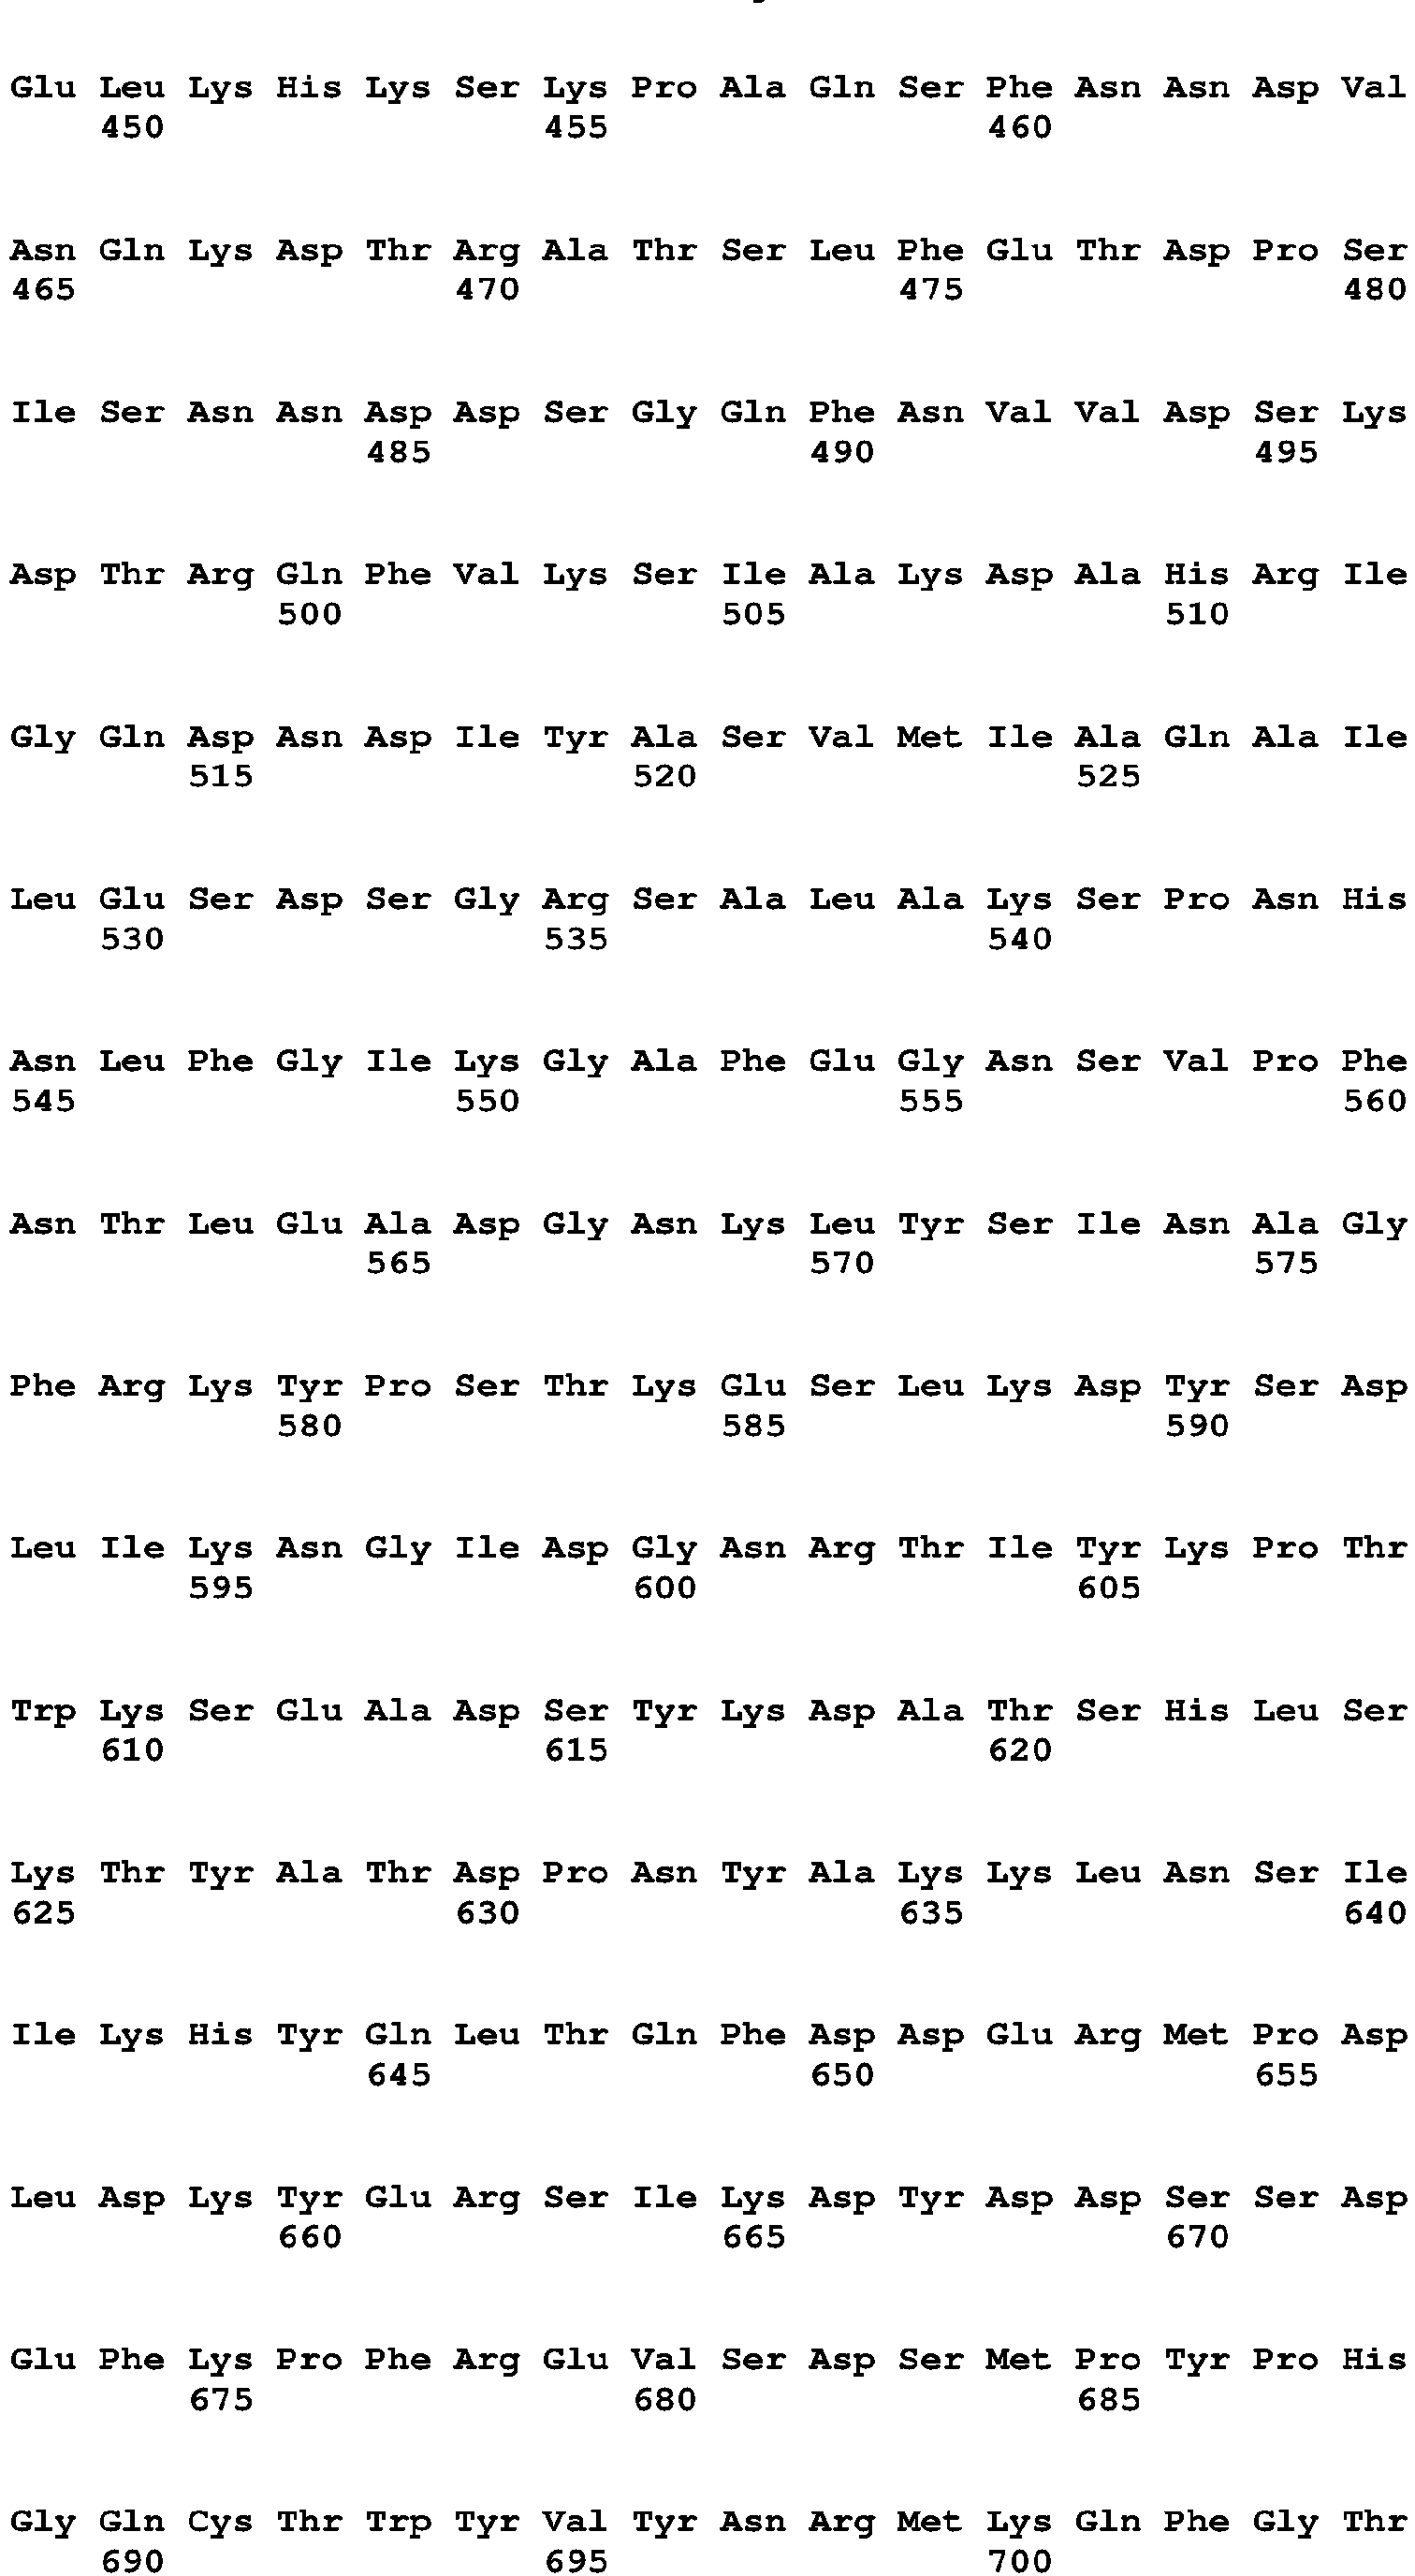 Glu Leu Lys His Lys Ser Lys Pro Ala Gln Ser Phe Asn Asn Asp Val
450 455 460
Asn Gln Lys Asp Thr Arg Ala Thr Ser Leu Phe Glu Thr Asp Pro Ser
465 470 475 480
Ile Ser Asn Asn Asp Asp Ser Gly Gln Phe Asn Val Val Asp Ser Lys
485 490 495
Asp Thr Arg Gln Phe Val Lys Ser Ile Ala Lys Asp Ala His Arg Ile
500 505 510
Gly Gln Asp Asn Asp Ile Tyr Ala Ser Val Met Ile Ala Gln Ala Ile
515 520 525
Leu Glu Ser Asp Ser Gly Arg Ser Ala Leu Ala Lys Ser Pro Asn His
530 535 540
Asn Leu Phe Gly Ile Lys Gly Ala Phe Glu Gly Asn Ser Val Pro Phe
545 550 555 560
Asn Thr Leu Glu Ala Asp Gly Asn Lys Leu Tyr Ser Ile Asn Ala Gly
565 570 575
Phe Arg Lys Tyr Pro Ser Thr Lys Glu Ser Leu Lys Asp Tyr Ser Asp
580 585 590
Leu Ile Lys Asn Gly Ile Asp Gly Asn Arg Thr Ile Tyr Lys Pro Thr
595 600 605
Trp Lys Ser Glu Ala Asp Ser Tyr Lys Asp Ala Thr Ser His Leu Ser
610 615 620
Lys Thr Tyr Ala Thr Asp Pro Asn Tyr Ala Lys Lys Leu Asn Ser Ile
625 630 635 640
Ile Lys His Tyr Gln Leu Thr Gln Phe Asp Asp Glu Arg Met Pro Asp
645 650 655
Leu Asp Lys Tyr Glu Arg Ser Ile Lys Asp Tyr Asp Asp Ser Ser Asp
660 665 670
Glu Phe Lys Pro Phe Arg Glu Val Ser Asp Ser Met Pro Tyr Pro His
675 680 685
Gly Gln Cys Thr Trp Tyr Val Tyr Asn Arg Met Lys Gln Phe Gly Thr
690 695 700